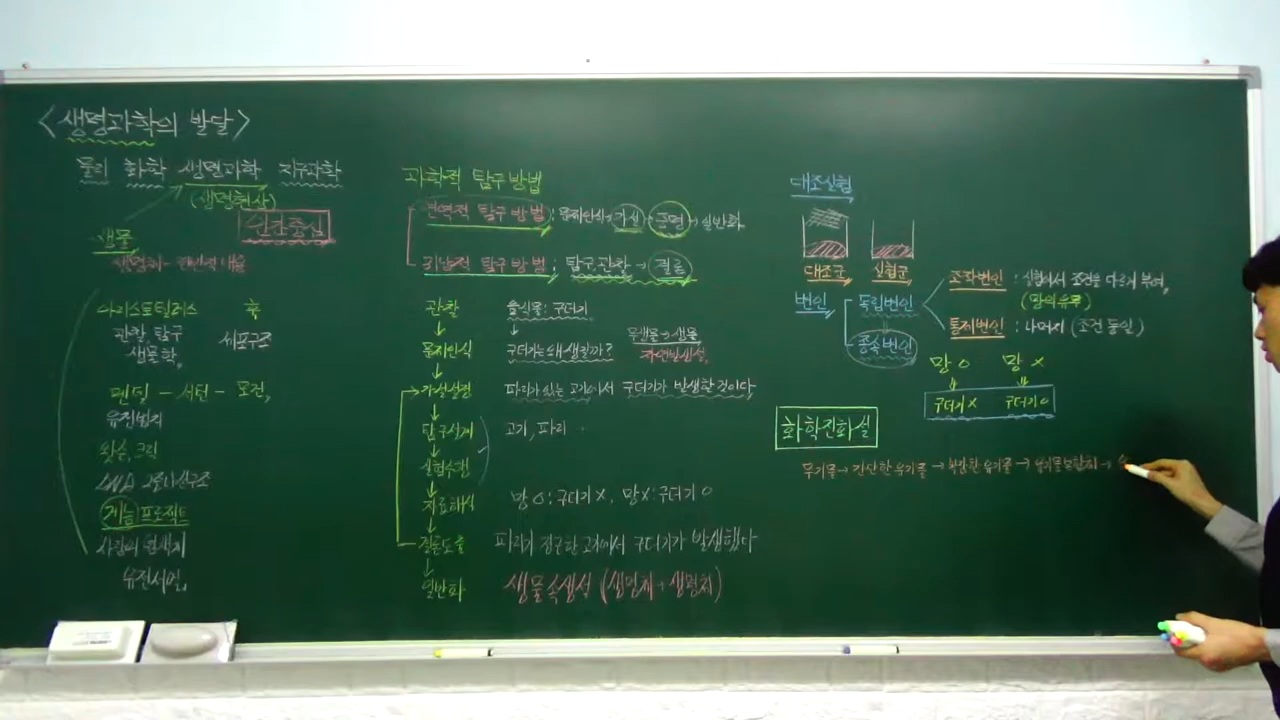 <생명과학의 발달>
물리 화학 생명과학 지구과학
(생명현상)
인간중심
생물
생명학 - 전반적 내용
아리스토텔레스 훅
관찰, 탐구 세포구조
생물학,
멘델 - 서턴 - 모건,
유전법칙
왓슨, 크릭
DNA 이중나선구조
게놈 프로젝트
사람의 염색체
유전서열,
과학적 탐구방법
연역적 탐구 방법 : 문제인식 → 가설 → 증명 → 일반화
귀납적 탐구 방법 : 탐구관찰 → 결론
관찰 음식물: 구더기
↓ ↓ 무생물 → 생물
문제인식 구더기는 왜 생길까? 자연발생설,
↓ ↓
가설설정 파리가 있는 고기에서 구더기가 발생할 것이다
↓
탐구설계 고기, 파리
↓
실험수행
↓
자료해석 망 O : 구더기 X, 망 X : 구더기 O
↓
결론도출 파리가 접근한 고기에서 구더기가 발생했다
↓
일반화 생물속생설 (생명체 → 생명체)
대조실험
대조군 실험군
변인 독립변인 조작변인 : 실험에서 조건을 다르게 부여,
(망의 유무)
통제변인 : 나머지 (조건 동일)
종속변인
망 O 망 X
↓ ↓
구더기 X 구더기 O
화학진화설
무기물 → 간단한 유기물 → 복잡한 유기물 → 유기물복합체 →